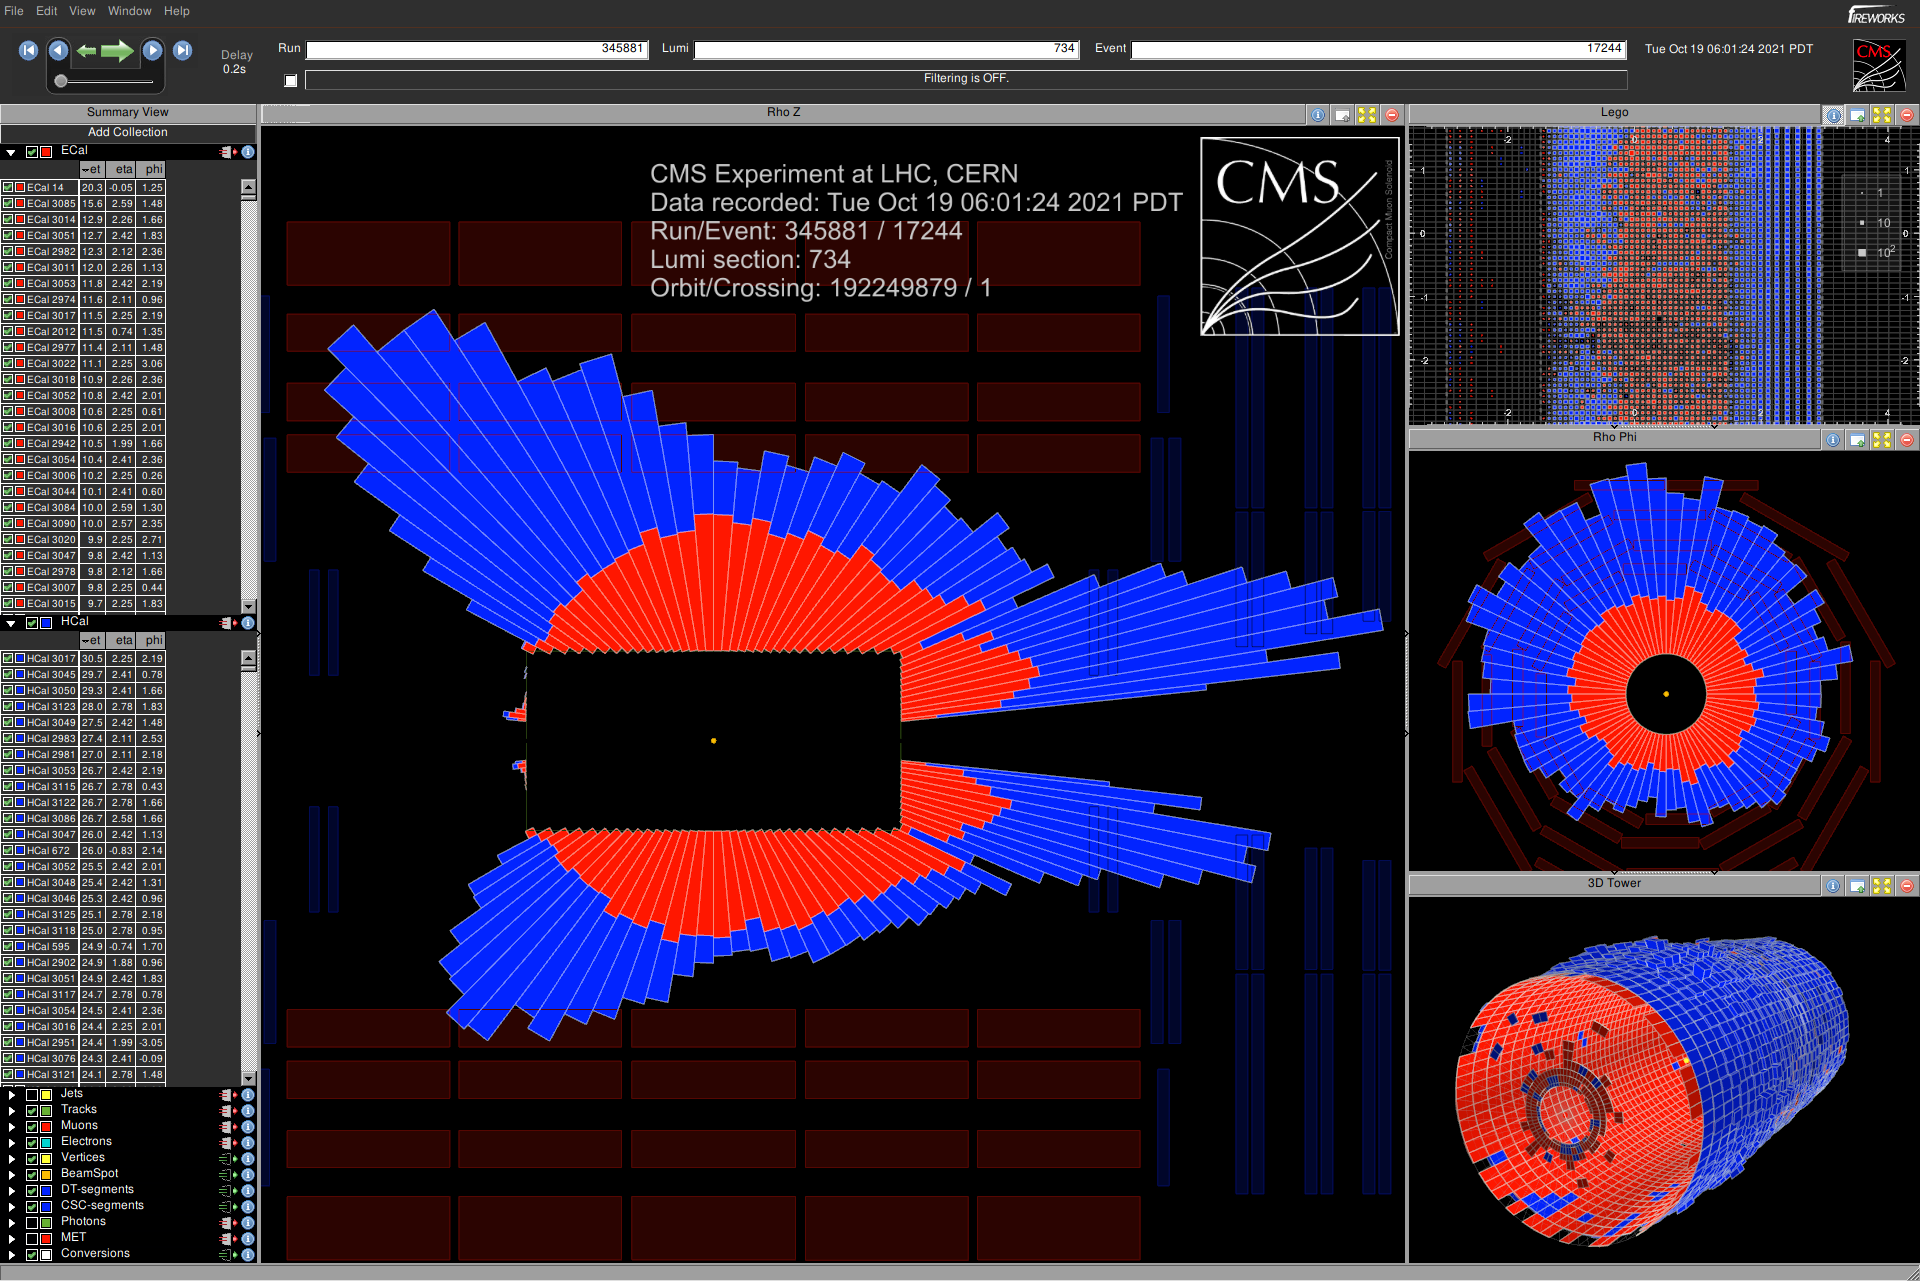 File Edit View Window Help
FIREWORKS
Delay
0.2s
Run 345881 Lumi 734 Event 17244 Tue Oct 19 06:01:24 2021 PDT
CMS
Filtering is OFF.
Summary View
Add Collection
ECal
et eta phi
ECal 14 20.3 -0.05 1.25
ECal 3085 15.6 2.59 1.48
ECal 3014 12.9 2.26 1.66
ECal 3051 12.7 2.42 1.83
ECal 2982 12.3 2.12 2.36
ECal 3011 12.0 2.26 1.13
ECal 3053 11.8 2.42 2.19
ECal 2974 11.6 2.11 0.96
ECal 3017 11.5 2.25 2.19
ECal 2012 11.5 0.74 1.35
ECal 2977 11.4 2.11 1.48
ECal 3022 11.1 2.25 3.06
ECal 3018 10.9 2.26 2.36
ECal 3052 10.8 2.42 2.01
ECal 3008 10.6 2.25 0.61
ECal 3016 10.6 2.25 2.01
ECal 2942 10.5 1.99 1.66
ECal 3054 10.4 2.41 2.36
ECal 3006 10.2 2.25 0.26
ECal 3044 10.1 2.41 0.60
ECal 3084 10.0 2.59 1.30
ECal 3090 10.0 2.57 2.35
ECal 3020 9.9 2.25 2.71
ECal 3047 9.8 2.42 1.13
ECal 2978 9.8 2.12 1.66
ECal 3007 9.8 2.25 0.44
ECal 3015 9.7 2.25 1.83
HCal
et eta phi
HCal 3017 30.5 2.25 2.19
HCal 3045 29.7 2.41 0.78
HCal 3050 29.3 2.41 1.66
HCal 3123 28.0 2.78 1.83
HCal 3049 27.5 2.42 1.48
HCal 2983 27.4 2.11 2.53
HCal 2981 27.0 2.11 2.18
HCal 3053 26.7 2.42 2.19
HCal 3115 26.7 2.78 0.43
HCal 3122 26.7 2.78 1.66
HCal 3086 26.7 2.58 1.66
HCal 3047 26.0 2.42 1.13
HCal 672 26.0 -0.83 2.14
HCal 3052 25.5 2.42 2.01
HCal 3048 25.4 2.42 1.31
HCal 3046 25.3 2.42 0.96
HCal 3125 25.1 2.78 2.18
HCal 3118 25.0 2.78 0.95
HCal 595 24.9 -0.74 1.70
HCal 2902 24.9 1.88 0.96
HCal 3051 24.9 2.42 1.83
HCal 3117 24.7 2.78 0.78
HCal 3054 24.5 2.41 2.36
HCal 3016 24.4 2.25 2.01
HCal 2951 24.4 1.99 -3.05
HCal 3076 24.3 2.41 -0.09
HCal 3121 24.1 2.78 1.48
Jets
Tracks
Muons
Electrons
Vertices
BeamSpot
DT-segments
CSC-segments
Photons
MET
Conversions
Rho Z
CMS Experiment at LHC, CERN
Data recorded: Tue Oct 19 06:01:24 2021 PDT
Run/Event: 345881 / 17244
Lumi section: 734
Orbit/Crossing: 192249879 / 1
CMS
Compact Muon Solenoid
Lego
-2 0 2 4
1 1
1
10
0 0
10²
-1 -1
-2 -2
-2 0 2 4
Rho Phi
3D Tower